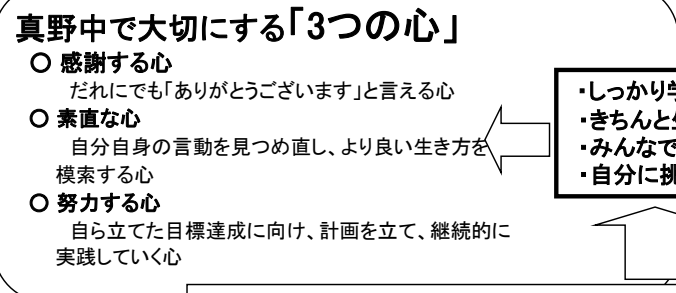 真野中で大切にする「3つの心」
○ 感謝する心
だれにでも「ありがとうございます」と言える心
○ 素直な心
自分自身の言動を見つめ直し、より良い生き方を
模索する心
○ 努力する心
自ら立てた目標達成に向け、計画を立て、継続的に
実践していく心
・しっかり学
・きちんと
・みんなで
・自分に挑